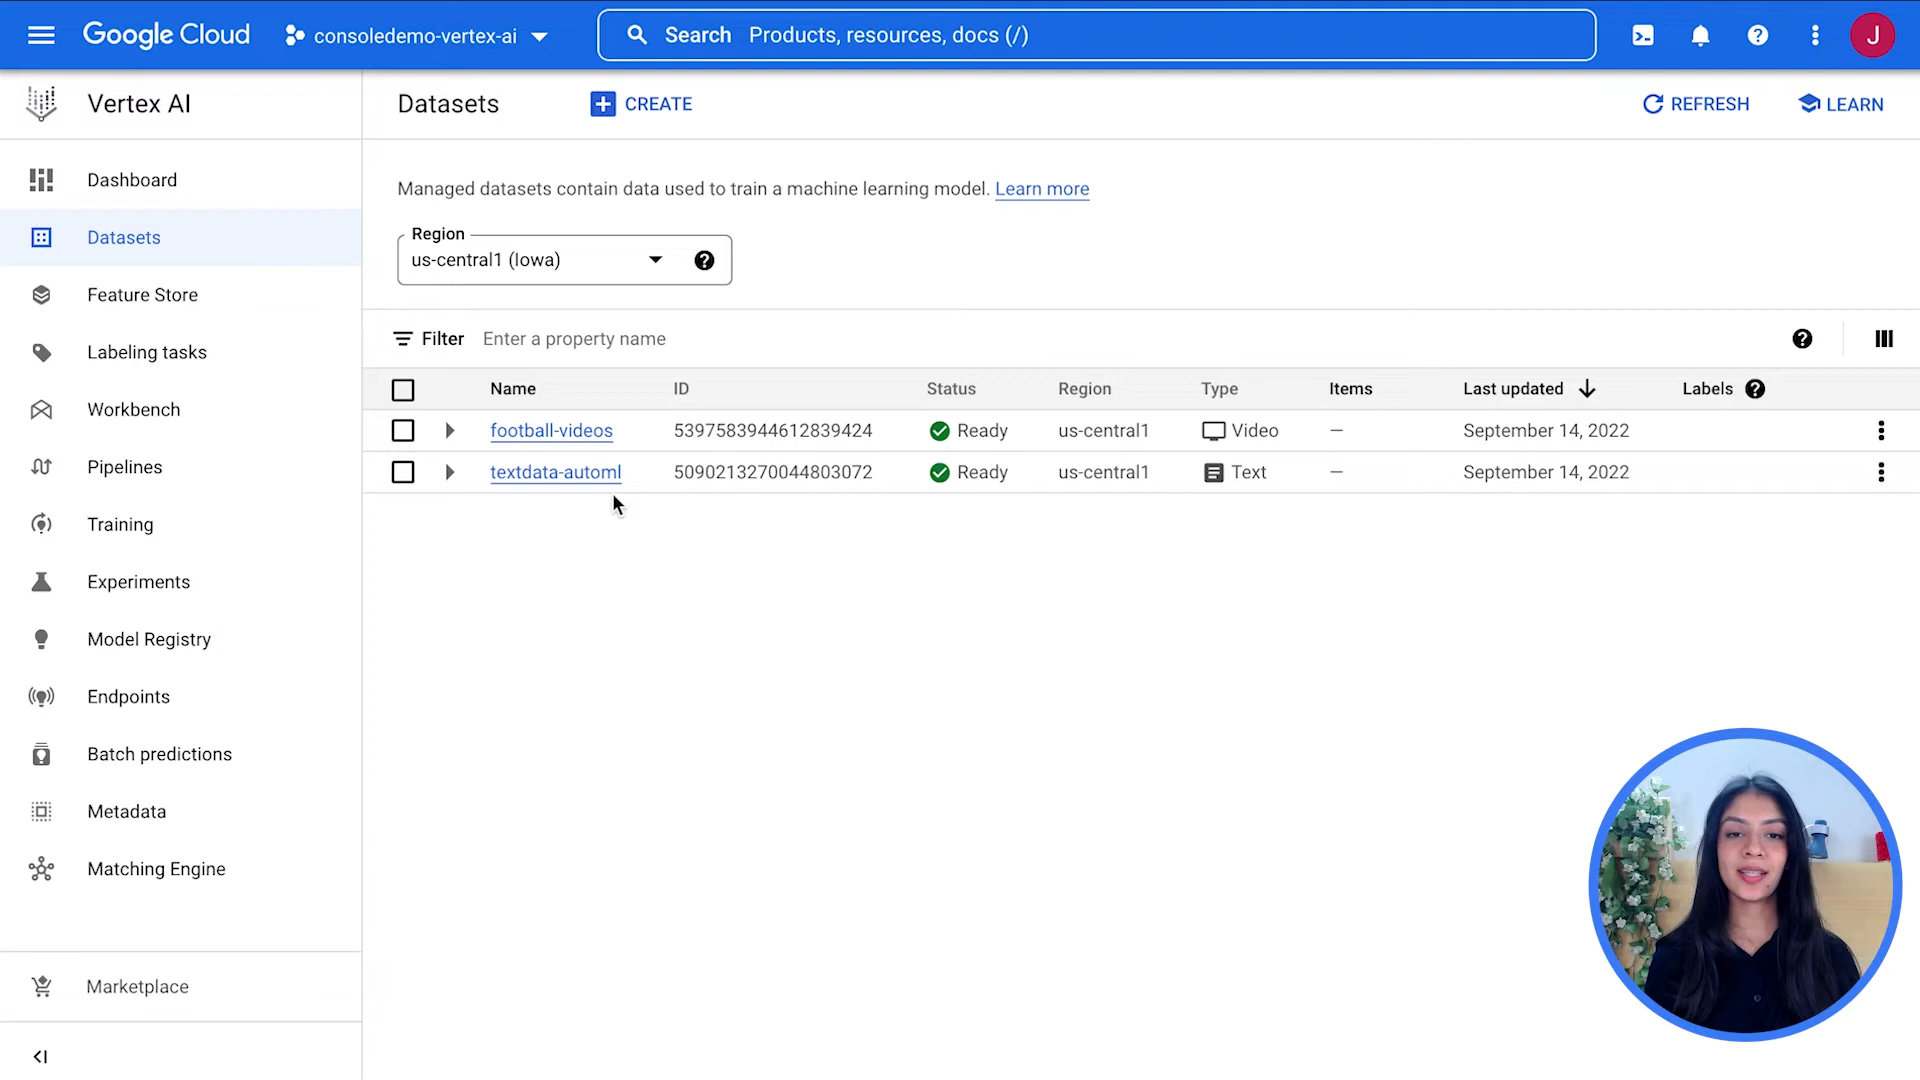 Google Cloud consoledemo-vertex-ai Search Products, resources, docs (/) J
Vertex AI
Datasets CREATE REFRESH LEARN
Dashboard
Datasets
Feature Store
Labeling tasks
Workbench
Pipelines
Training
Experiments
Model Registry
Endpoints
Batch predictions
Metadata
Matching Engine
Marketplace
Managed datasets contain data used to train a machine learning model. Learn more
Region
us-central1 (Iowa)
Filter Enter a property name
Name ID Status Region Type Items Last updated Labels
football-videos 5397583944612839424 Ready us-central1 Video — September 14, 2022
textdata-automl 5090213270044803072 Ready us-central1 Text — September 14, 2022